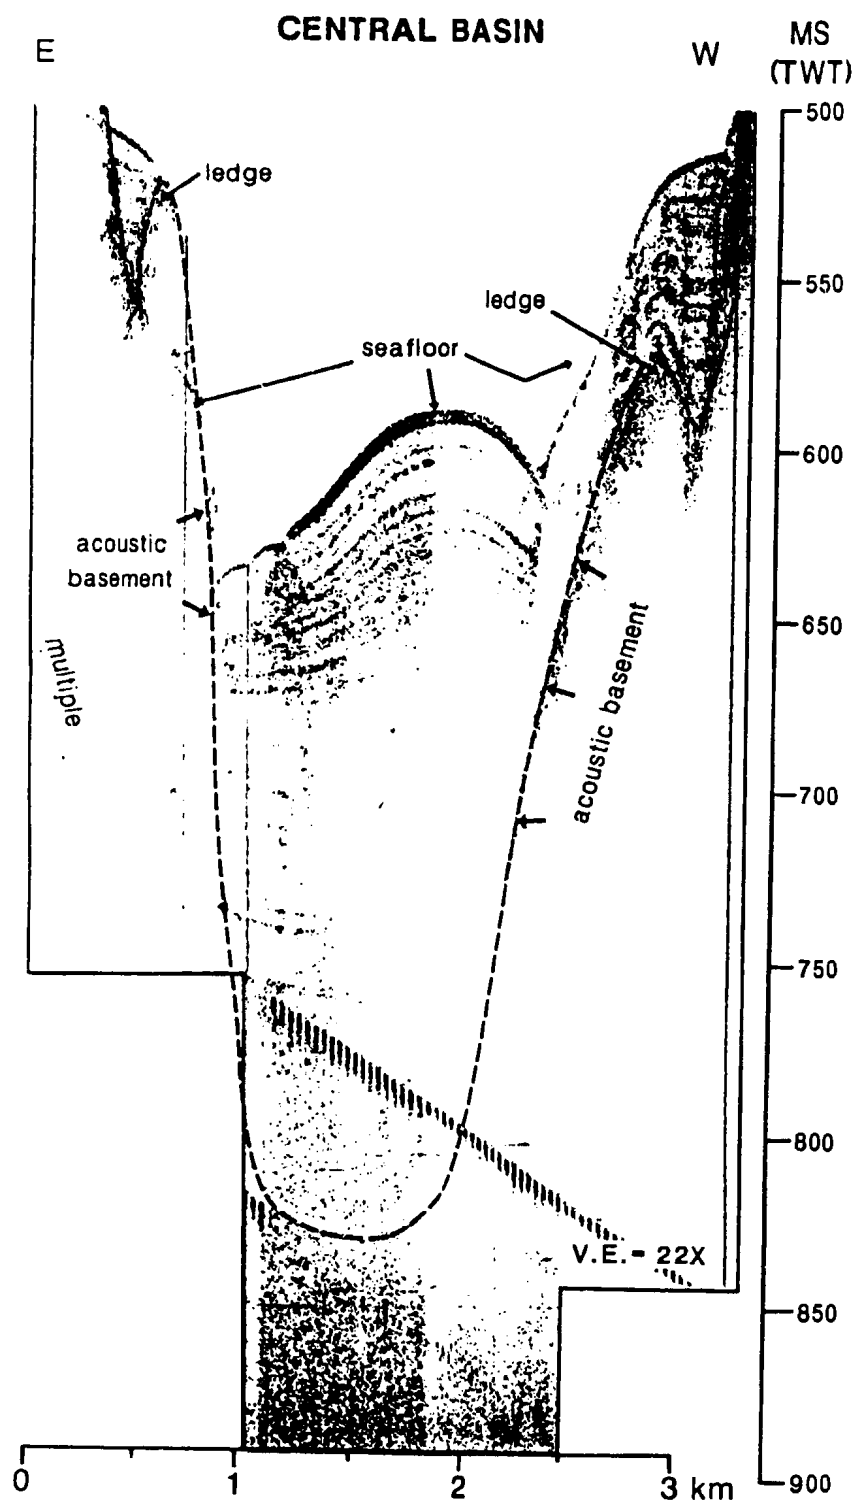 CENTRAL BASIN
E
W
MS
(TWT)
500
ledge
550
ledge
seafloor
600
acoustic
basement
650
multiple
acoustic basement
700
750
800
V.E.- 22X
850
0
1
2
3 km
900